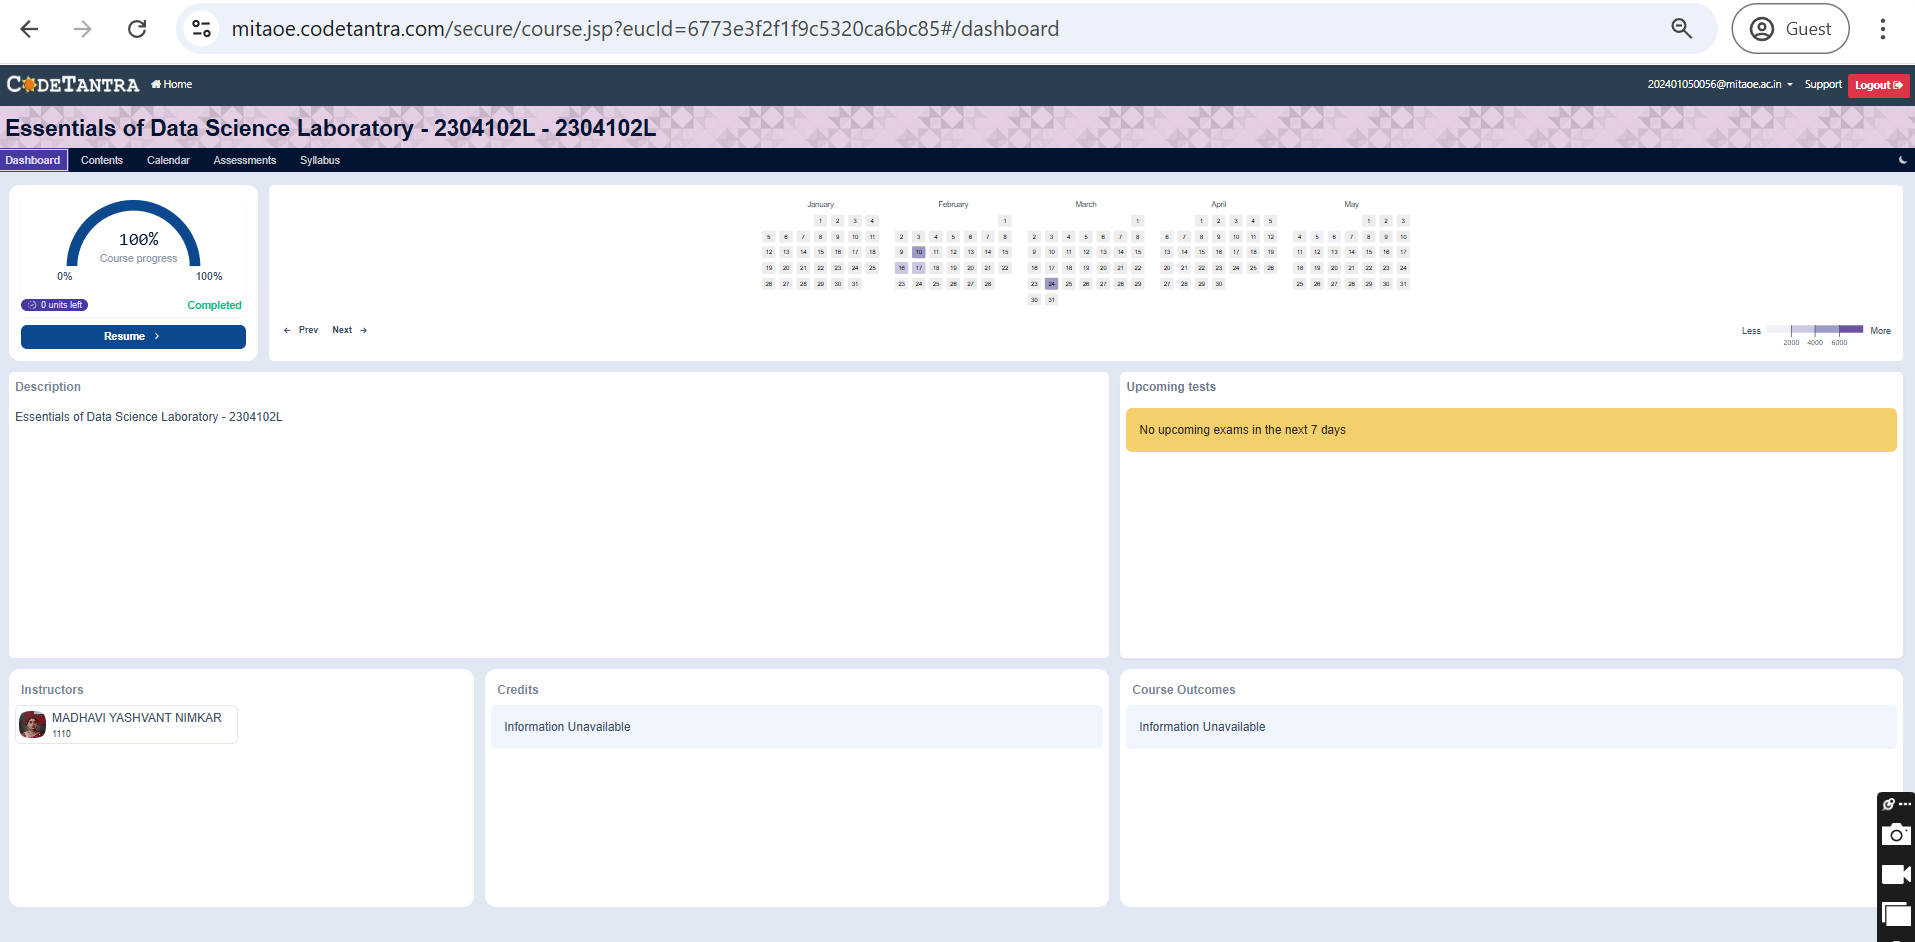 mitaoe.codetantra.com/secure/course.jsp?eucId=6773e3f2f1f9c5320ca6bc85#/dashboard
Guest
CODETANTRA
Home
202401050056@mitaoe.ac.in
Support
Logout
Essentials of Data Science Laboratory - 2304102L - 2304102L
Dashboard
Contents
Calendar
Assessments
Syllabus
100%
Course progress
0%
100%
0 units left
Completed
Resume
January
1 2 3 4
5 6 7 8 9 10 11
12 13 14 15 16 17 18
19 20 21 22 23 24 25
26 27 28 29 30 31
February
1
2 3 4 5 6 7 8
9 10 11 12 13 14 15
16 17 18 19 20 21 22
23 24 25 26 27 28
March
1
2 3 4 5 6 7 8
9 10 11 12 13 14 15
16 17 18 19 20 21 22
23 24 25 26 27 28 29
30 31
April
1 2 3 4 5
6 7 8 9 10 11 12
13 14 15 16 17 18 19
20 21 22 23 24 25 26
27 28 29 30
May
1 2 3
4 5 6 7 8 9 10
11 12 13 14 15 16 17
18 19 20 21 22 23 24
25 26 27 28 29 30 31
← Prev
Next →
Less
More
2000 4000 6000
Description
Essentials of Data Science Laboratory - 2304102L
Upcoming tests
No upcoming exams in the next 7 days
Instructors
MADHAVI YASHVANT NIMKAR
1110
Credits
Information Unavailable
Course Outcomes
Information Unavailable